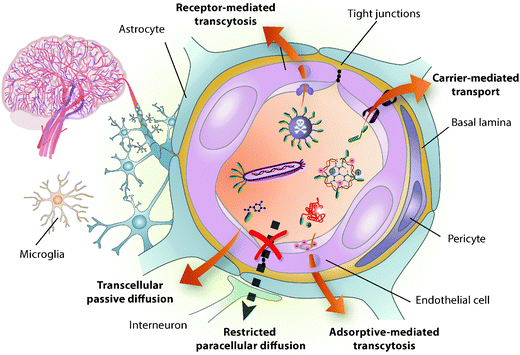 Receptor-mediated
transcytosis
Tight junctions
Astrocyte
Carrier-mediated
transport
Basal lamina
Microglia
Pericyte
Transcellular
passive diffusion
Endothelial cell
Interneuron
Restricted
paracellular diffusion
Adsorptive-mediated
transcytosis